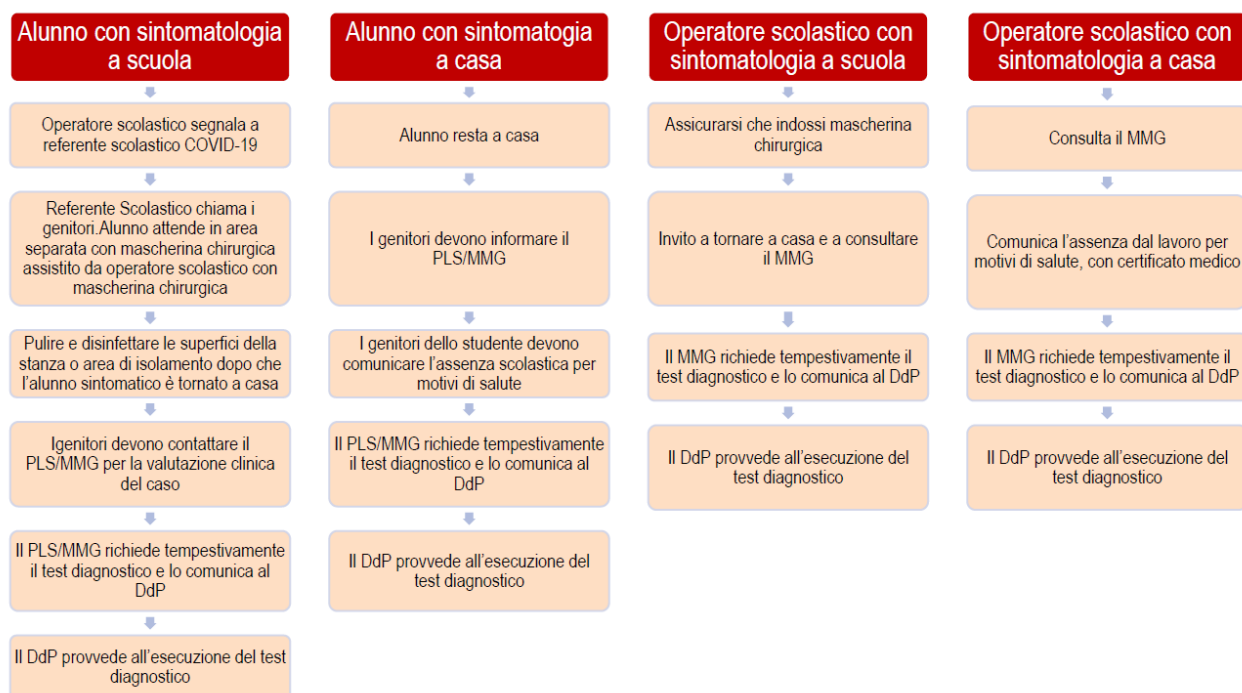 Alunno con sintomatologia
a scuola
Operatore scolastico segnala a
referente scolastico COVID-19
Referente Scolastico chiama i
genitori.Alunno attende in area
separata con mascherina chirurgica
assistito da operatore scolastico con
mascherina chirurgica
Pulire e disinfettare le superfici della
stanza o area di isolamento dopo che
l'alunno sintomatico è tornato a casa
Igenitori devono contattare il
PLS/MMG per la valutazione clinica
del caso
Il PLS/MMG richiede tempestivamente
il test diagnostico e lo comunica al
DdP
Il DdP provvede all'esecuzione del test
diagnostico
Alunno con sintomatogia
a casa
Alunno resta a casa
I genitori devono informare il
PLS/MMG
I genitori dello studente devono
comunicare l'assenza scolastica per
motivi di salute
Il PLS/MMG richiede tempestivamente
il test diagnostico e lo comunica al
DdP
Il DdP provvede all'esecuzione del
test diagnostico
Operatore scolastico con
sintomatologia a scuola
Assicurarsi che indossi mascherina
chirurgica
Invito a tornare a casa e a consultare
il MMG
Il MMG richiede tempestivamente il
test diagnostico e lo comunica al DdP
Il DdP provvede all'esecuzione del
test diagnostico
Operatore scolastico con
sintomatologia a casa
Consulta il MMG
Comunica l'assenza dal lavoro per
motivi di salute, con certificato medico
Il MMG richiede tempestivamente il
test diagnostico e lo comunica al DdP
Il DdP provvede all'esecuzione del
test diagnostico